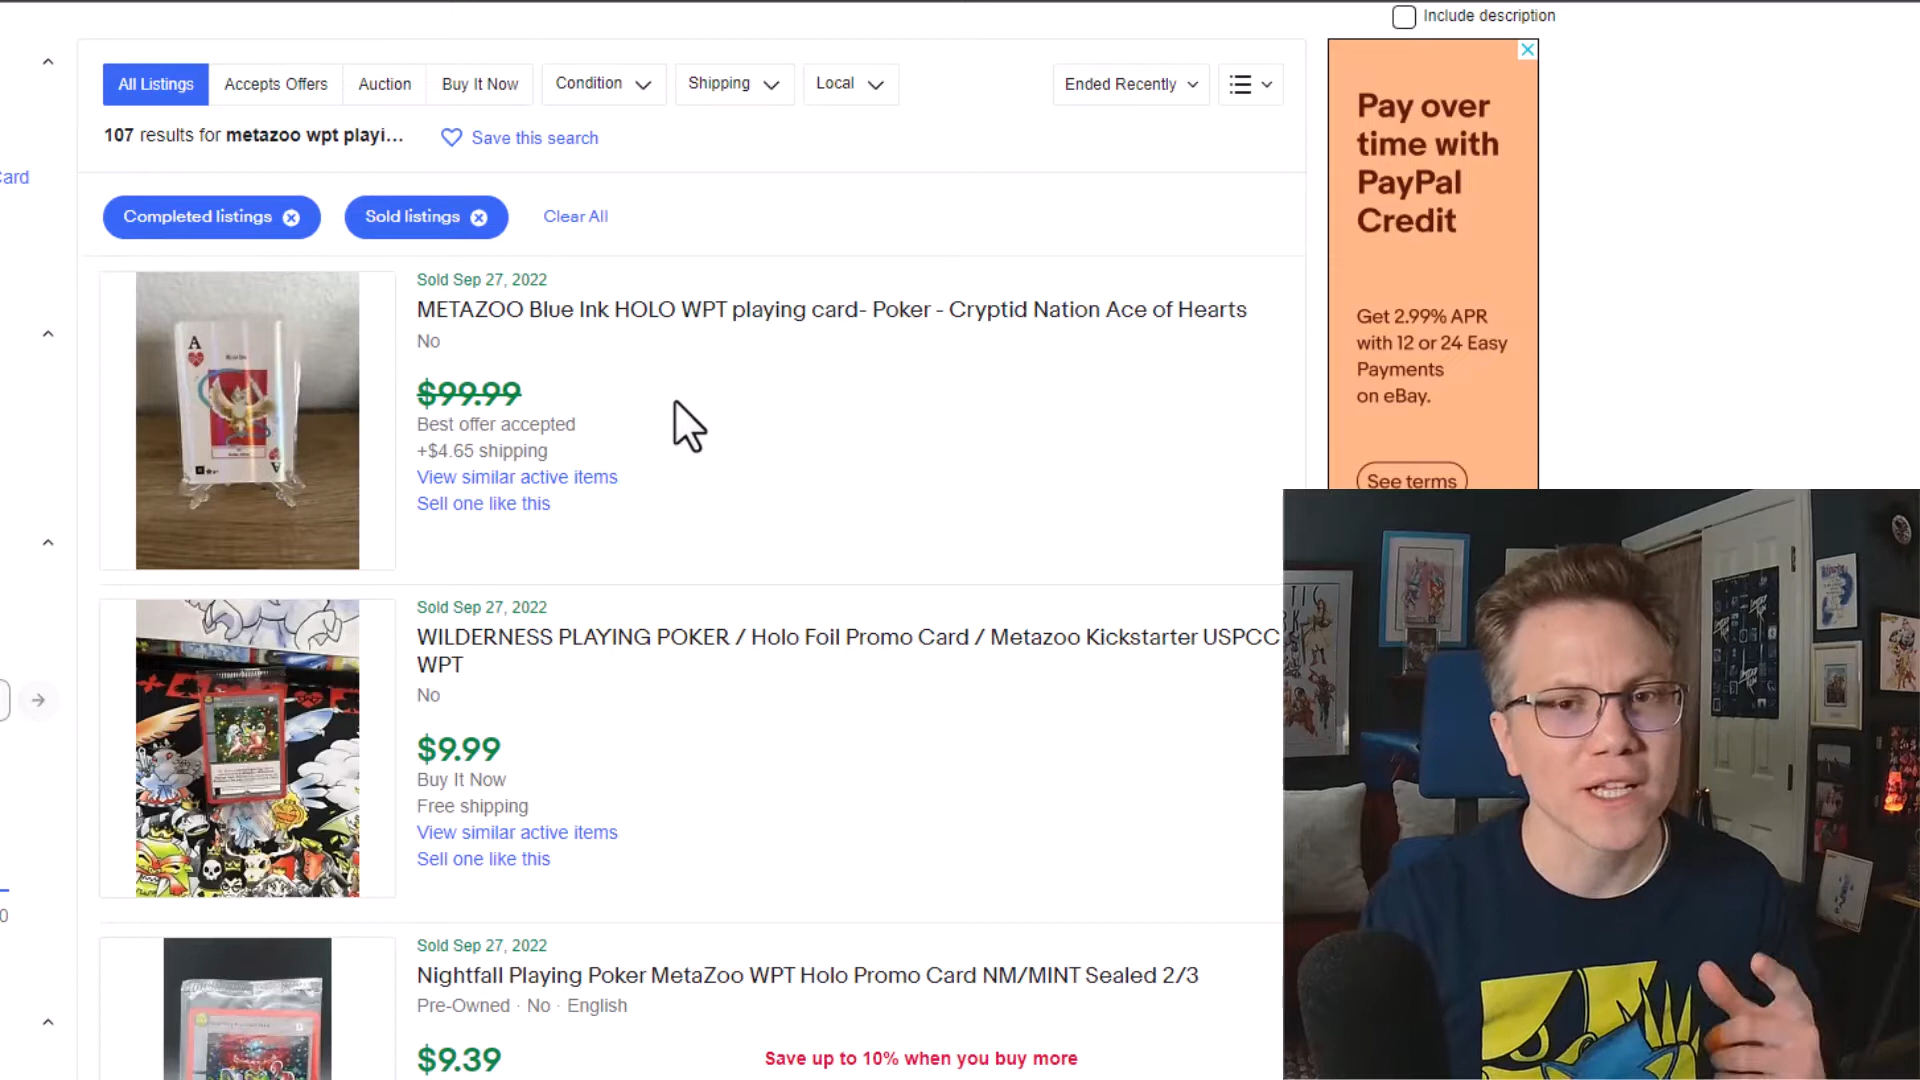 Include description
All Listings
Accepts Offers
Auction
Buy It Now
Condition
Shipping
Local
Ended Recently
107 results for metazoo wpt playi...
Save this search
Card
Completed listings
Sold listings
Clear All
Sold Sep 27, 2022
METAZOO Blue Ink HOLO WPT playing card- Poker - Cryptid Nation Ace of Hearts
No
$99.99
Best offer accepted
+$4.65 shipping
View similar active items
Sell one like this
A
A
Sold Sep 27, 2022
WILDERNESS PLAYING POKER / Holo Foil Promo Card / Metazoo Kickstarter USPCC
WPT
No
$9.99
Buy It Now
Free shipping
View similar active items
Sell one like this
0
Sold Sep 27, 2022
Nightfall Playing Poker MetaZoo WPT Holo Promo Card NM/MINT Sealed 2/3
Pre-Owned · No · English
$9.39
Save up to 10% when you buy more
Pay over
time with
PayPal
Credit
Get 2.99% APR
with 12 or 24 Easy
Payments
on eBay.
See terms